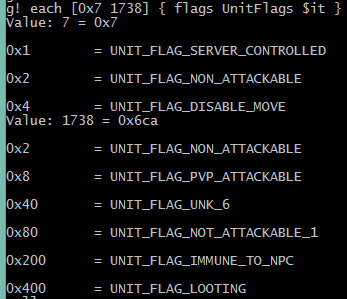 g! each [0x7 1738] { flags UnitFlags $it }
Value: 7 = 0x7
0x1 = UNIT_FLAG_SERVER_CONTROLLED
0x2 = UNIT_FLAG_NON_ATTACKABLE
0x4 = UNIT_FLAG_DISABLE_MOVE
Value: 1738 = 0x6ca
0x2 = UNIT_FLAG_NON_ATTACKABLE
0x8 = UNIT_FLAG_PVP_ATTACKABLE
0x40 = UNIT_FLAG_UNK_6
0x80 = UNIT_FLAG_NOT_ATTACKABLE_1
0x200 = UNIT_FLAG_IMMUNE_TO_NPC
0x400 = UNIT_FLAG_LOOTING